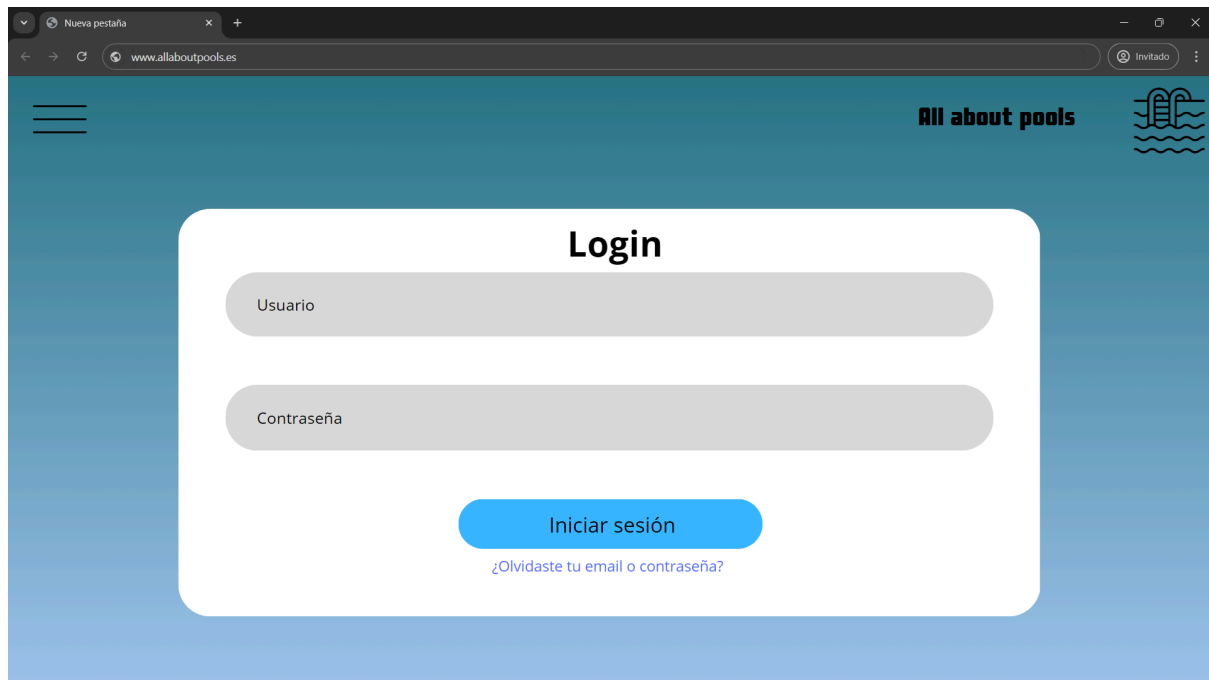 Nueva pestaña
www.allaboutpools.es
Invitado
All about pools
Login
Usuario
Contraseña
Iniciar sesión
¿Olvidaste tu email o contraseña?